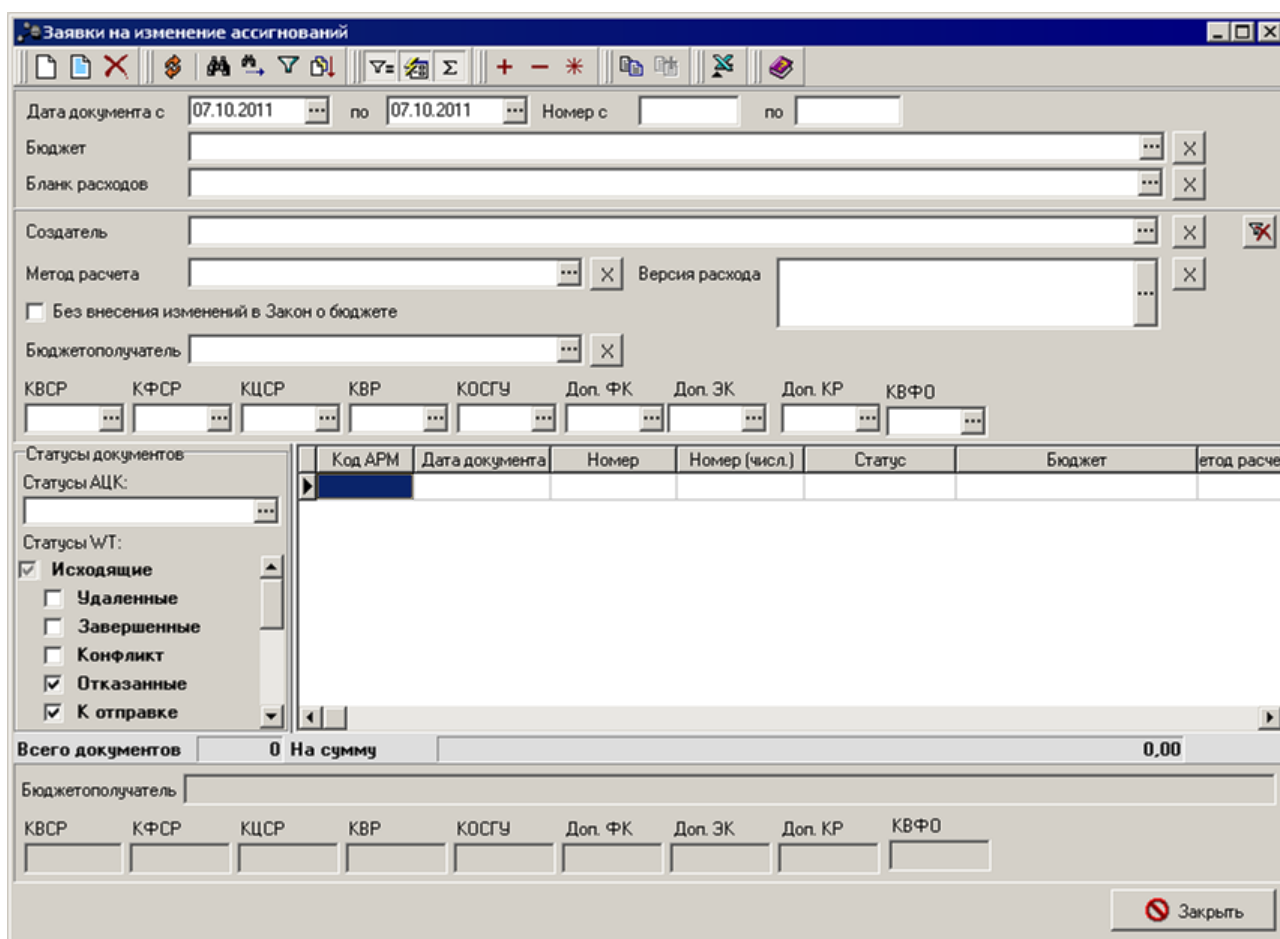 Заявки на изменение ассигнований
Дата документа с 07.10.2011 ... по 07.10.2011 ... Номер с по
Бюджет ... X
Бланк расходов ... X
Создатель ... X
Метод расчета ... X Версия расхода ... X
Без внесения изменений в Закон о бюджете
Бюджетополучатель ... X
КВСР КФСР КЦСР КВР КОСГУ Доп. ФК Доп. ЭК Доп. КР КВФО
... ... ... ... ... ... ... ... ...
Статусы документов
Статусы АЦК:
...
Статусы WT:
Исходящие
Удаленные
Завершенные
Конфликт
Отказанные
К отправке
Код АРМ Дата документа Номер Номер (числ.) Статус Бюджет етод расче
Всего документов 0 На сумму 0,00
Бюджетополучатель
КВСР КФСР КЦСР КВР КОСГУ Доп. ФК Доп. ЭК Доп. КР КВФО
Закрыть